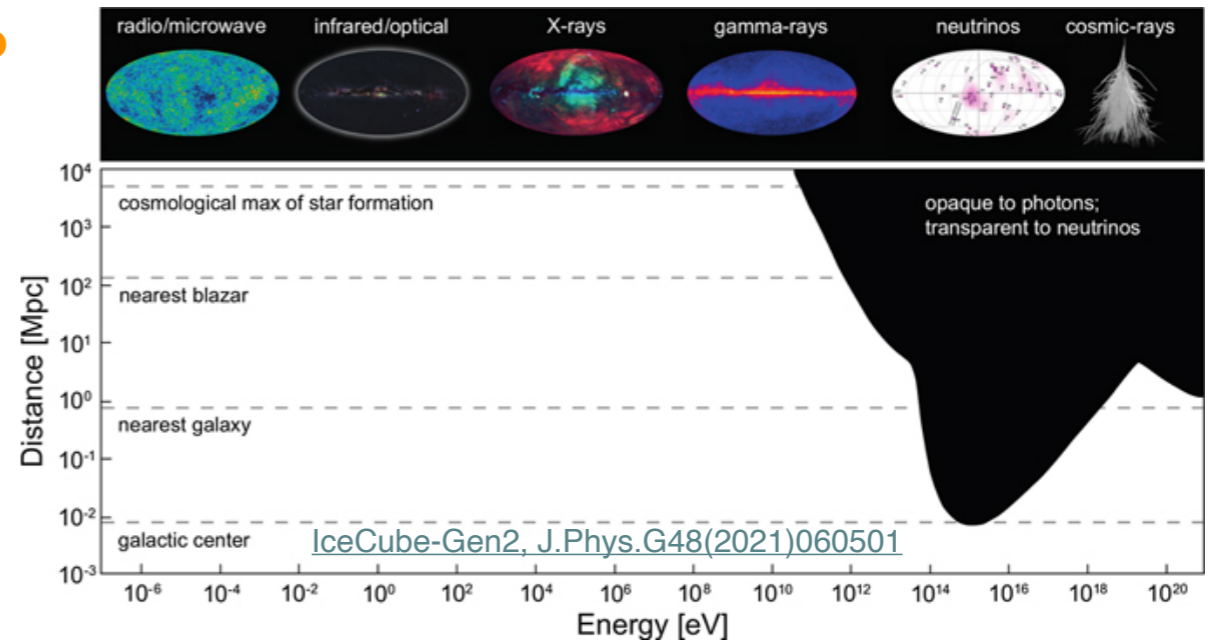 radio/microwave infrared/optical X-rays gamma-rays neutrinos cosmic-rays
10⁴
cosmological max of star formation
opaque to photons;
transparent to neutrinos
10³
nearest blazar
10²
10¹
10⁰
nearest galaxy
10⁻¹
10⁻²
galactic center
IceCube-Gen2, J.Phys.G48(2021)060501
10⁻³
Distance [Mpc]
10⁻⁶ 10⁻⁴ 10⁻² 10⁰ 10² 10⁴ 10⁶ 10⁸ 10¹⁰ 10¹² 10¹⁴ 10¹⁶ 10¹⁸ 10²⁰
Energy [eV]